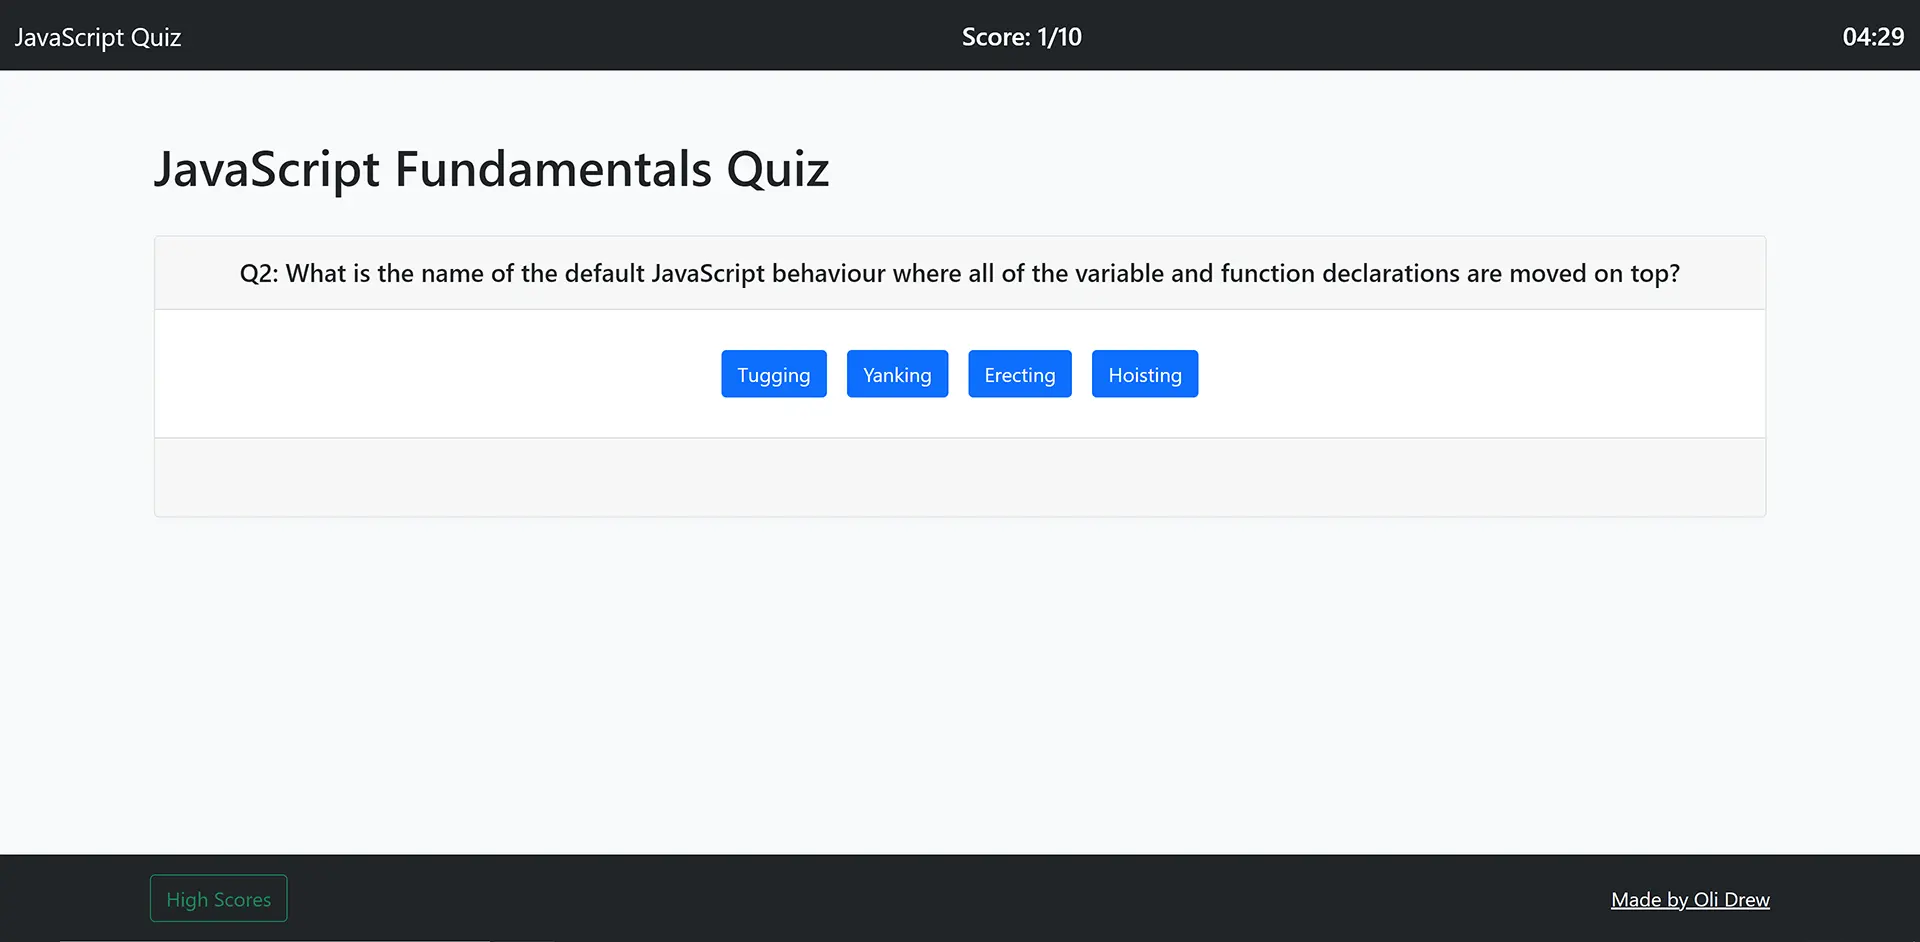 JavaScript Quiz
Score: 1/10
04:29
JavaScript Fundamentals Quiz
Q2: What is the name of the default JavaScript behaviour where all of the variable and function declarations are moved on top?
Tugging
Yanking
Erecting
Hoisting
High Scores
Made by Oli Drew